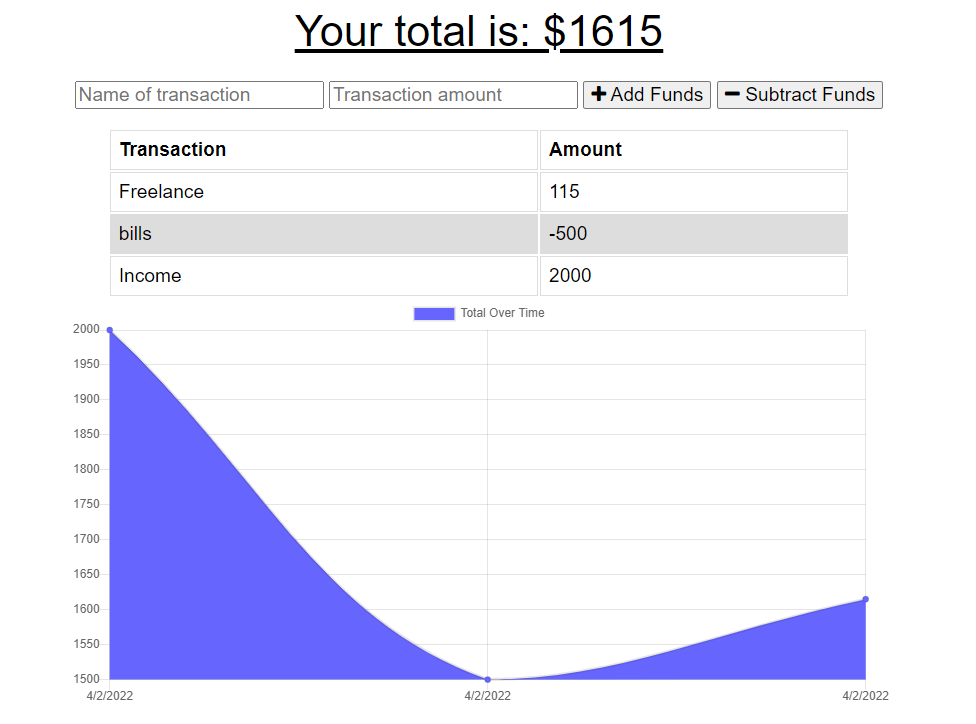 Your total is: $1615
Name of transaction Transaction amount Add Funds Subtract Funds
Transaction Amount
Freelance 115
bills -500
Income 2000
Total Over Time
2000
1950
1900
1850
1800
1750
1700
1650
1600
1550
1500
4/2/2022 4/2/2022 4/2/2022